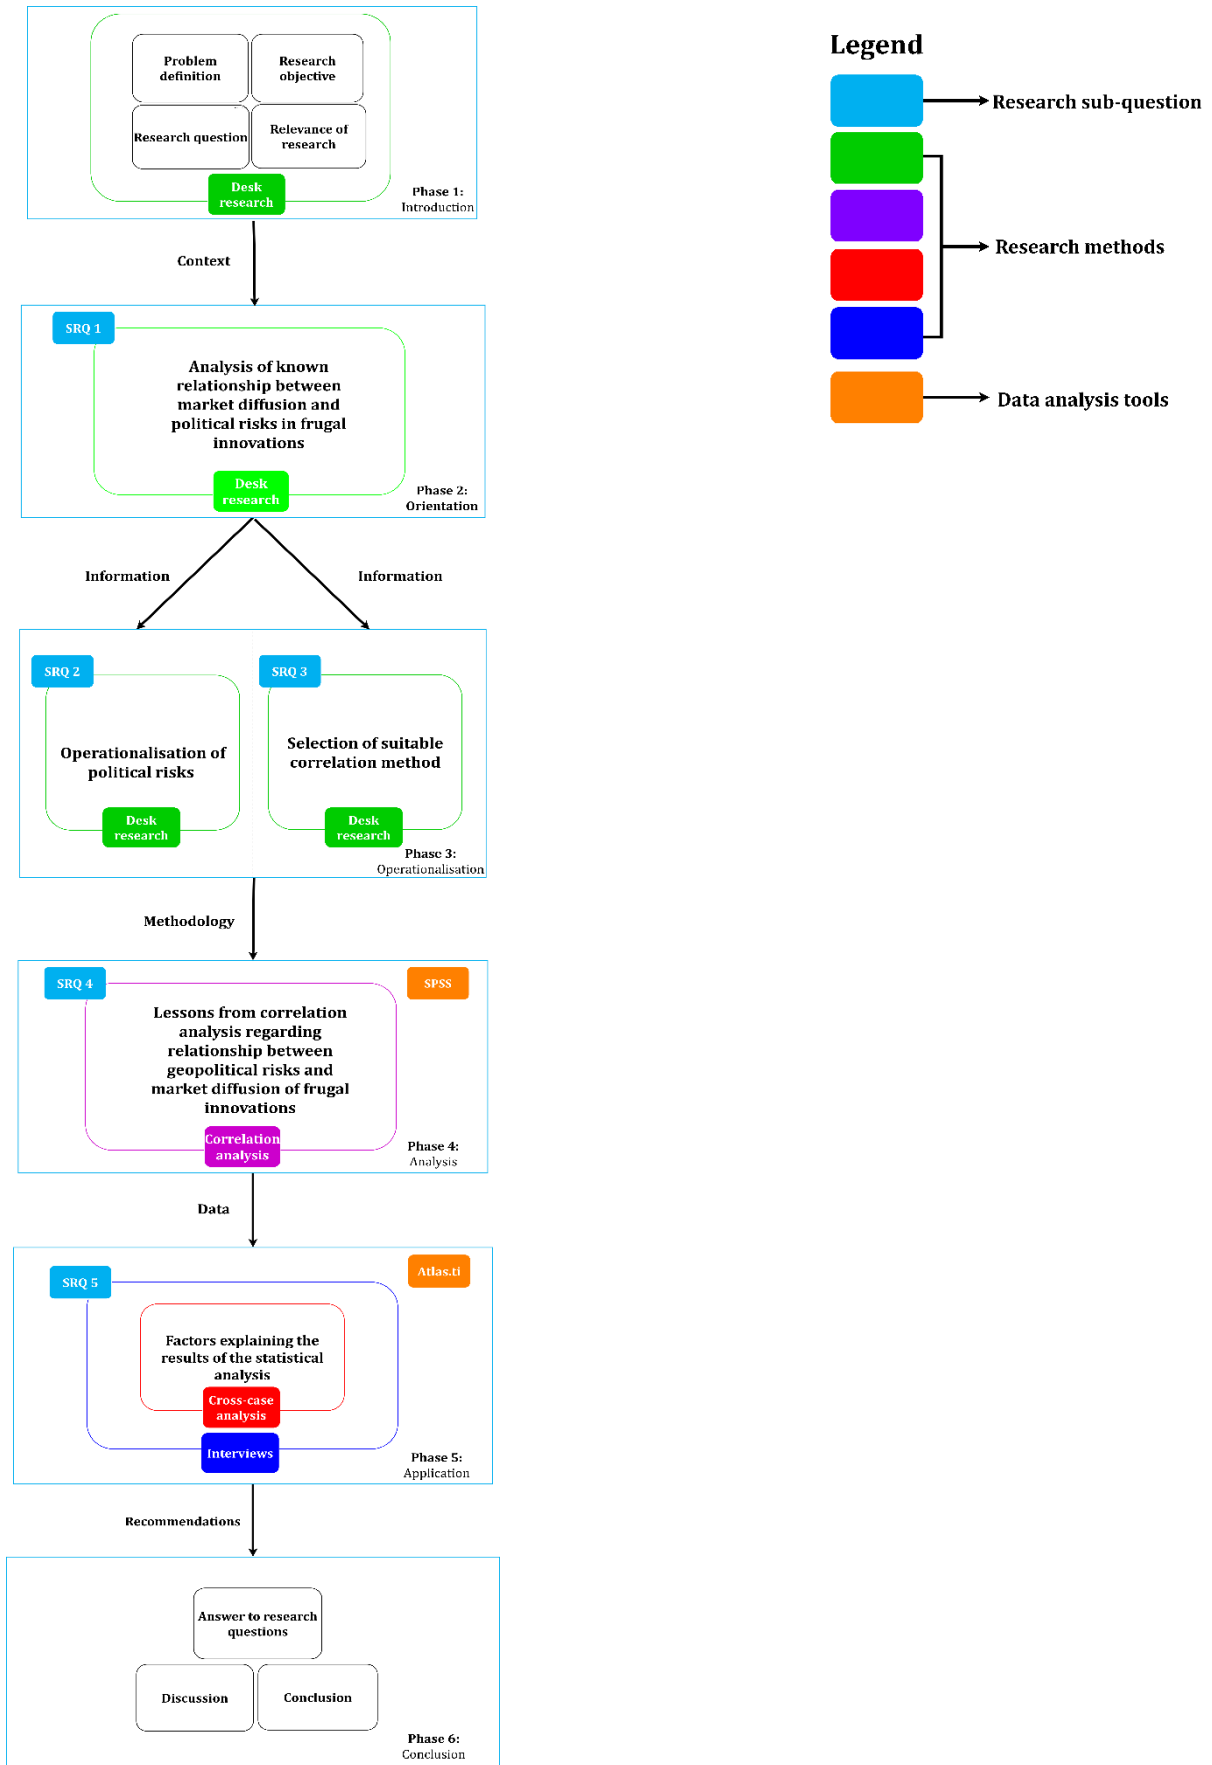 Problem
definition
Research
objective
Research question
Relevance of
research
Desk
research
Phase 1:
Introduction
Context
SRQ 1
Analysis of known
relationship between
market diffusion and
political risks in frugal
innovations
Desk
research
Phase 2:
Orientation
Information
Information
SRQ 2
Operationalisation of
political risks
Desk
research
SRQ 3
Selection of suitable
correlation method
Desk
research
Phase 3:
Operationalisation
Methodology
SRQ 4
SPSS
Lessons from correlation
analysis regarding
relationship between
geopolitical risks and
market diffusion of frugal
innovations
Correlation
analysis
Phase 4:
Analysis
Data
SRQ 5
Atlas.ti
Factors explaining the
results of the statistical
analysis
Cross-case
analysis
Interviews
Phase 5:
Application
Recommendations
Answer to research
questions
Discussion
Conclusion
Phase 6:
Conclusion
Legend
Research sub-question
Research methods
Data analysis tools